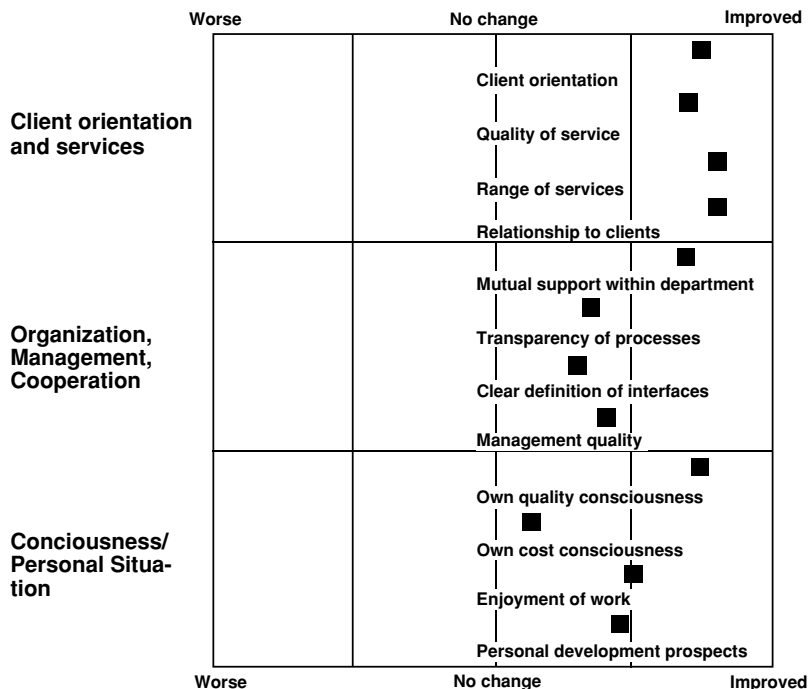 Worse No change Improved
Client orientation
and services
Client orientation
Quality of service
Range of services
Relationship to clients
Organization,
Management,
Cooperation
Mutual support within department
Transparency of processes
Clear definition of interfaces
Management quality
Conciousness/
Personal Situa-
tion
Own quality consciousness
Own cost consciousness
Enjoyment of work
Personal development prospects
Worse No change Improved